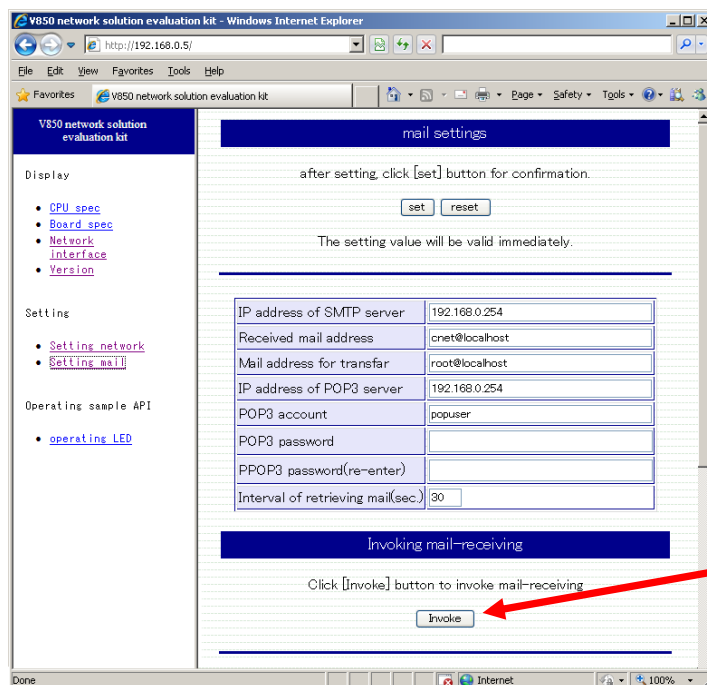 V850 network solution evaluation kit - Windows Internet Explorer
http://192.168.0.5/
File Edit View Favorites Tools Help
Favorites V850 network solution evaluation kit Page Safety Tools
V850 network solution
evaluation kit
Display
CPU spec
Board spec
Network
interface
Version
Setting
Setting network
Setting mail
Operating sample API
operating LED
mail settings
after setting, click [set] button for confirmation.
set reset
The setting value will be valid immediately.
IP address of SMTP server 192.168.0.254
Received mail address cnet@localhost
Mail address for transfar root@localhost
IP address of POP3 server 192.168.0.254
POP3 account popuser
POP3 password
PPOP3 password(re-enter)
Interval of retrieving mail(sec.) 30
Invoking mail-receiving
Click [Invoke] button to invoke mail-receiving
Invoke
Done Internet 100%